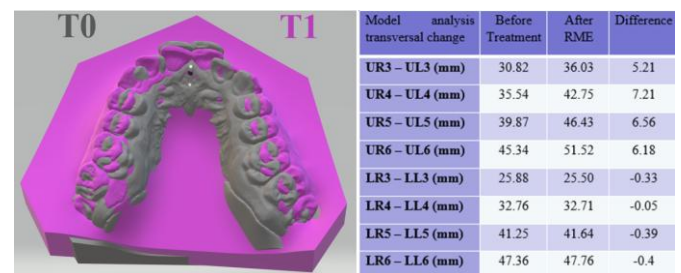 T0 T1
Model analysis transversal change Before Treatment After RME Difference
UR3 – UL3 (mm) 30.82 36.03 5.21
UR4 – UL4 (mm) 35.54 42.75 7.21
UR5 – UL5 (mm) 39.87 46.43 6.56
UR6 – UL6 (mm) 45.34 51.52 6.18
LR3 – LL3 (mm) 25.88 25.50 -0.33
LR4 – LL4 (mm) 32.76 32.71 -0.05
LR5 – LL5 (mm) 41.25 41.64 -0.39
LR6 – LL6 (mm) 47.36 47.76 -0.4